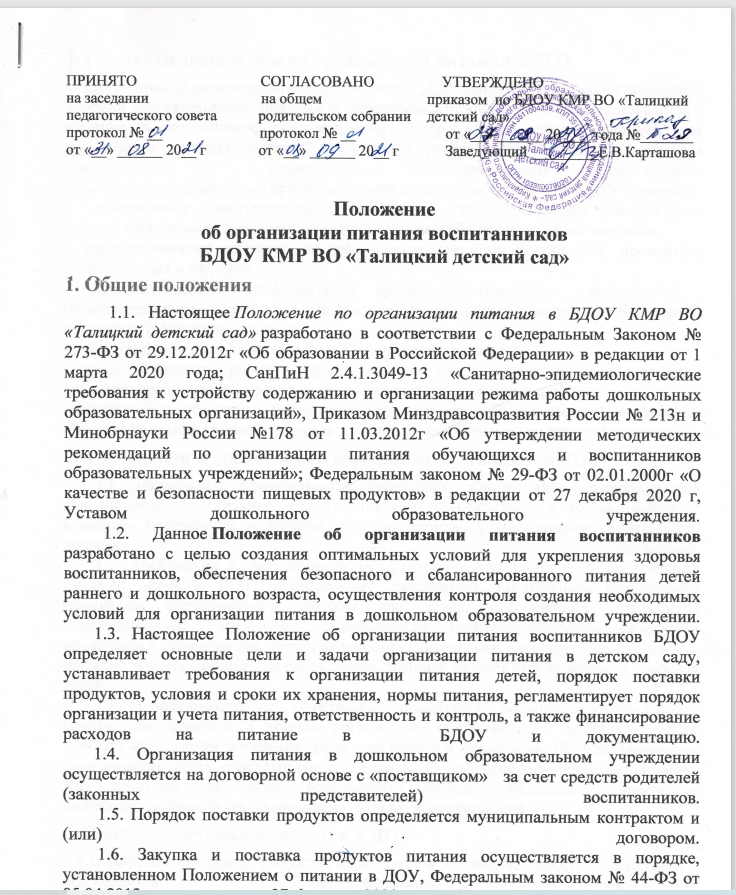 ПРИНЯТО СОГЛАСОВАНО УТВЕРЖДЕНО
на заседании на общем приказом по БДОУ КМР ВО «Талицкий
педагогического совета родительском собрании детский сад»
протокол № 01 протокол № 01 от 08 20 года №
от «31» 08 2021г от «01» 09 2021г Заведующий Е.В.Карташова
Положение
об организации питания воспитанников
БДОУ КМР ВО «Талицкий детский сад»
1. Общие положения
1.1. Настоящее Положение по организации питания в БДОУ КМР ВО
«Талицкий детский сад» разработано в соответствии с Федеральным Законом №
273-ФЗ от 29.12.2012г «Об образовании в Российской Федерации» в редакции от 1
марта 2020 года; СанПиН 2.4.1.3049-13 «Санитарно-эпидемиологические
требования к устройству содержанию и организации режима работы дошкольных
образовательных организаций», Приказом Минздравсоцразвития России № 213н и
Минобрнауки России №178 от 11.03.2012г «Об утверждении методических
рекомендаций по организации питания обучающихся и воспитанников
образовательных учреждений»; Федеральным законом № 29-ФЗ от 02.01.2000г «О
качестве и безопасности пищевых продуктов» в редакции от 27 декабря 2020 г,
Уставом дошкольного образовательного учреждения.
1.2. Данное Положение об организации питания воспитанников
разработано с целью создания оптимальных условий для укрепления здоровья
воспитанников, обеспечения безопасного и сбалансированного питания детей
раннего и дошкольного возраста, осуществления контроля создания необходимых
условий для организации питания в дошкольном образовательном учреждении.
1.3. Настоящее Положение об организации питания воспитанников БДОУ
определяет основные цели и задачи организации питания в детском саду,
устанавливает требования к организации питания детей, порядок поставки
продуктов, условия и сроки их хранения, нормы питания, регламентирует порядок
организации и учета питания, ответственность и контроль, а также финансирование
расходов на питание в БДОУ и документацию.
1.4. Организация питания в дошкольном образовательном учреждении
осуществляется на договорной основе с «поставщиком» за счет средств родителей
(законных представителей) воспитанников.
1.5. Порядок поставки продуктов определяется муниципальным контрактом и
(или) договором.
1.6. Закупка и поставка продуктов питания осуществляется в порядке,
установленном Положением о питании в ДОУ, Федеральным законом № 44-ФЗ от